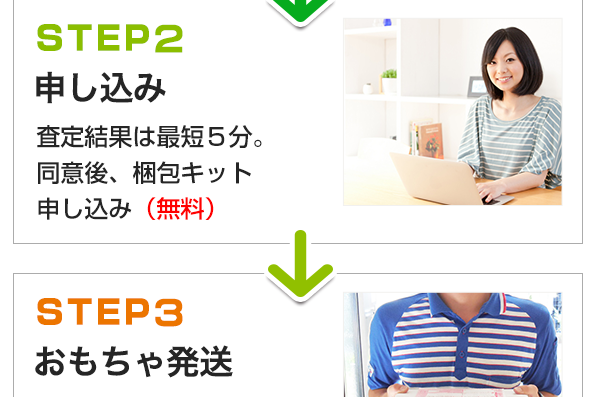 STEP2
申し込み
査定結果は最短５分。
同意後、梱包キット
申し込み（無料）
STEP3
おもちゃ発送